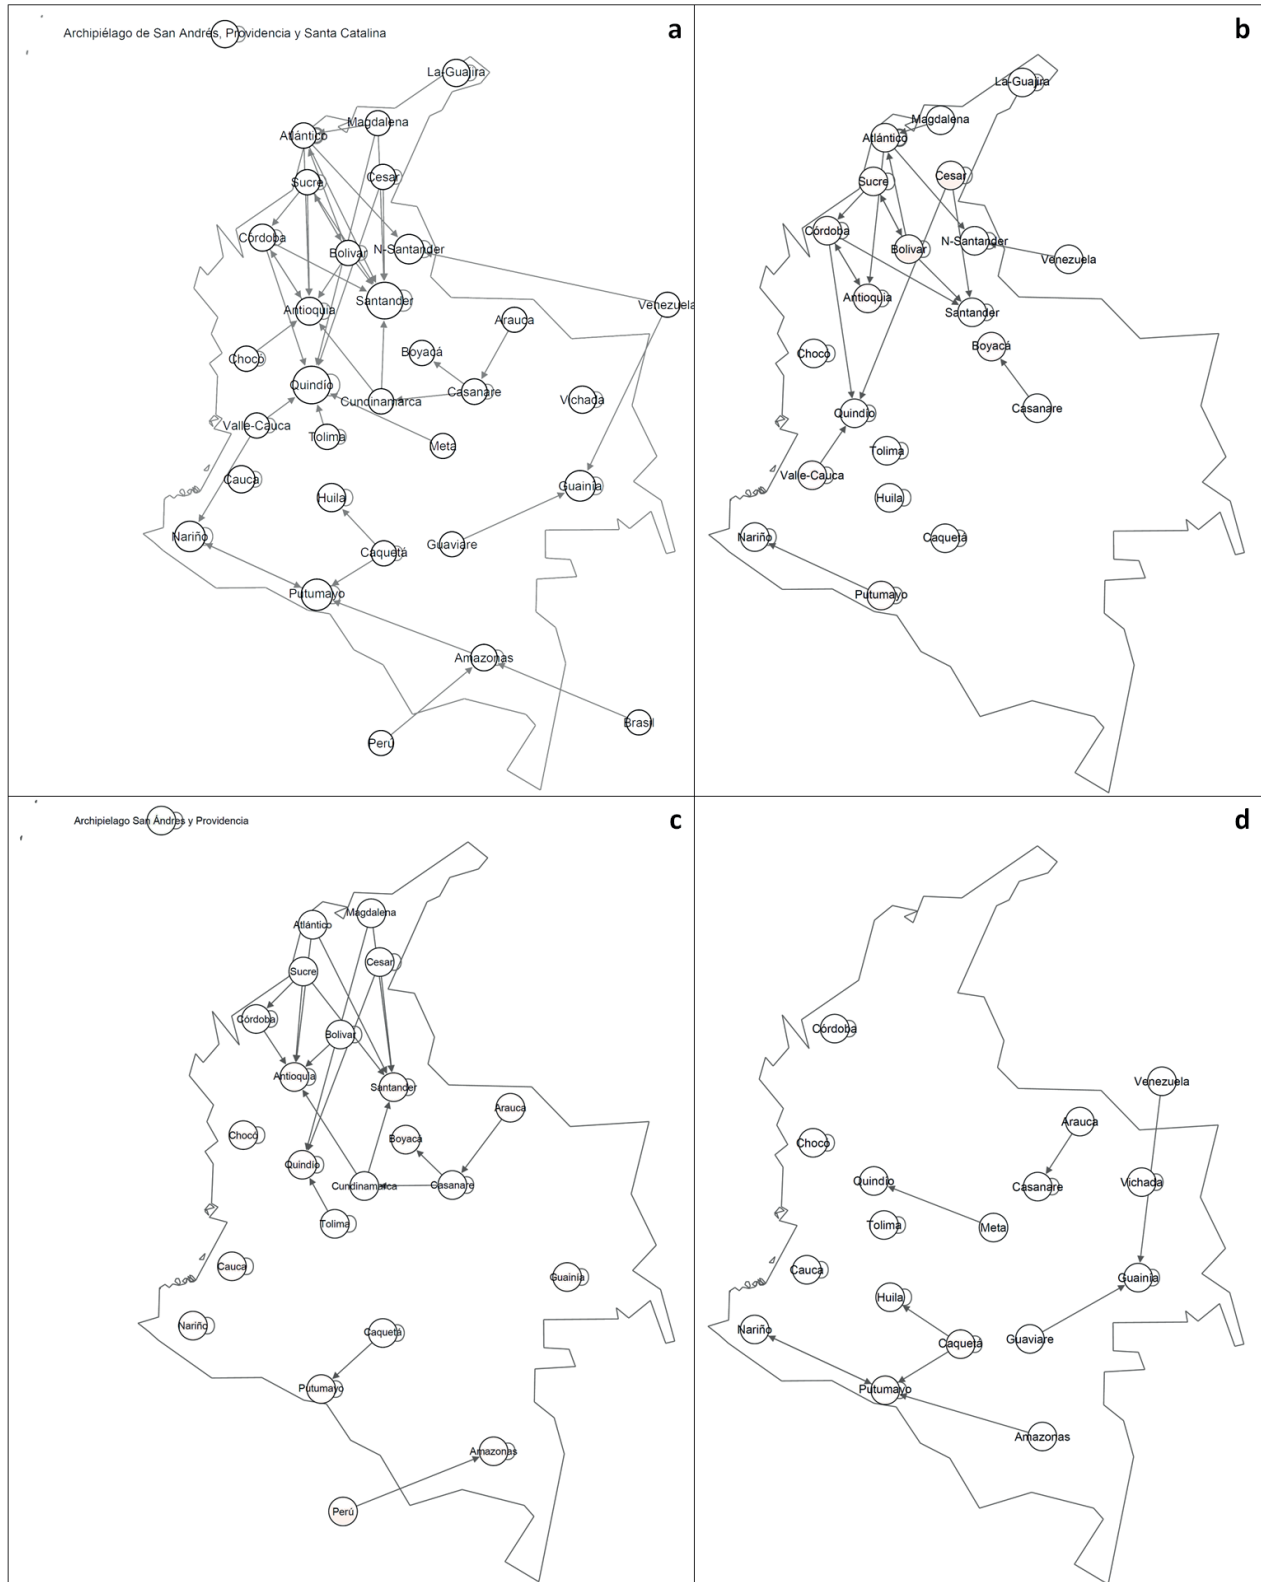 a
Archipiélago de San Andrés, Providencia y Santa Catalina
La-Guajira
Magdalena
Atlántico
Sucre
Cesar
Córdoba
Bolivar
N-Santander
Antioquia
Santander
Venezuela
Arauca
Chocó
Boyacá
Quindío
Cundinamarca
Casanare
Vichada
Valle-Cauca
Tolima
Meta
Cauca
Huila
Guainía
Nariño
Caquetá
Guaviare
Putumayo
Amazonas
Perú
Brasil
b
La-Guajira
Magdalena
Atlántico
Sucre
Cesar
Córdoba
Bolivar
N-Santander
Venezuela
Antioquia
Santander
Chocó
Boyacá
Quindío
Casanare
Tolima
Valle-Cauca
Huila
Nariño
Caquetá
Putumayo
c
Archipielago San Ándres y Providencia
Magdalena
Atlántico
Cesar
Sucre
Córdoba
Bolivar
Antioquia
Santander
Arauca
Chocó
Boyacá
Quindío
Cundinamarca
Casanare
Tolima
Cauca
Guainía
Nariño
Caquetá
Putumayo
Amazonas
Perú
d
Córdoba
Venezuela
Arauca
Chocó
Quindío
Casanare
Vichada
Tolima
Meta
Cauca
Guainía
Huila
Nariño
Caquetá
Guaviare
Putumayo
Amazonas